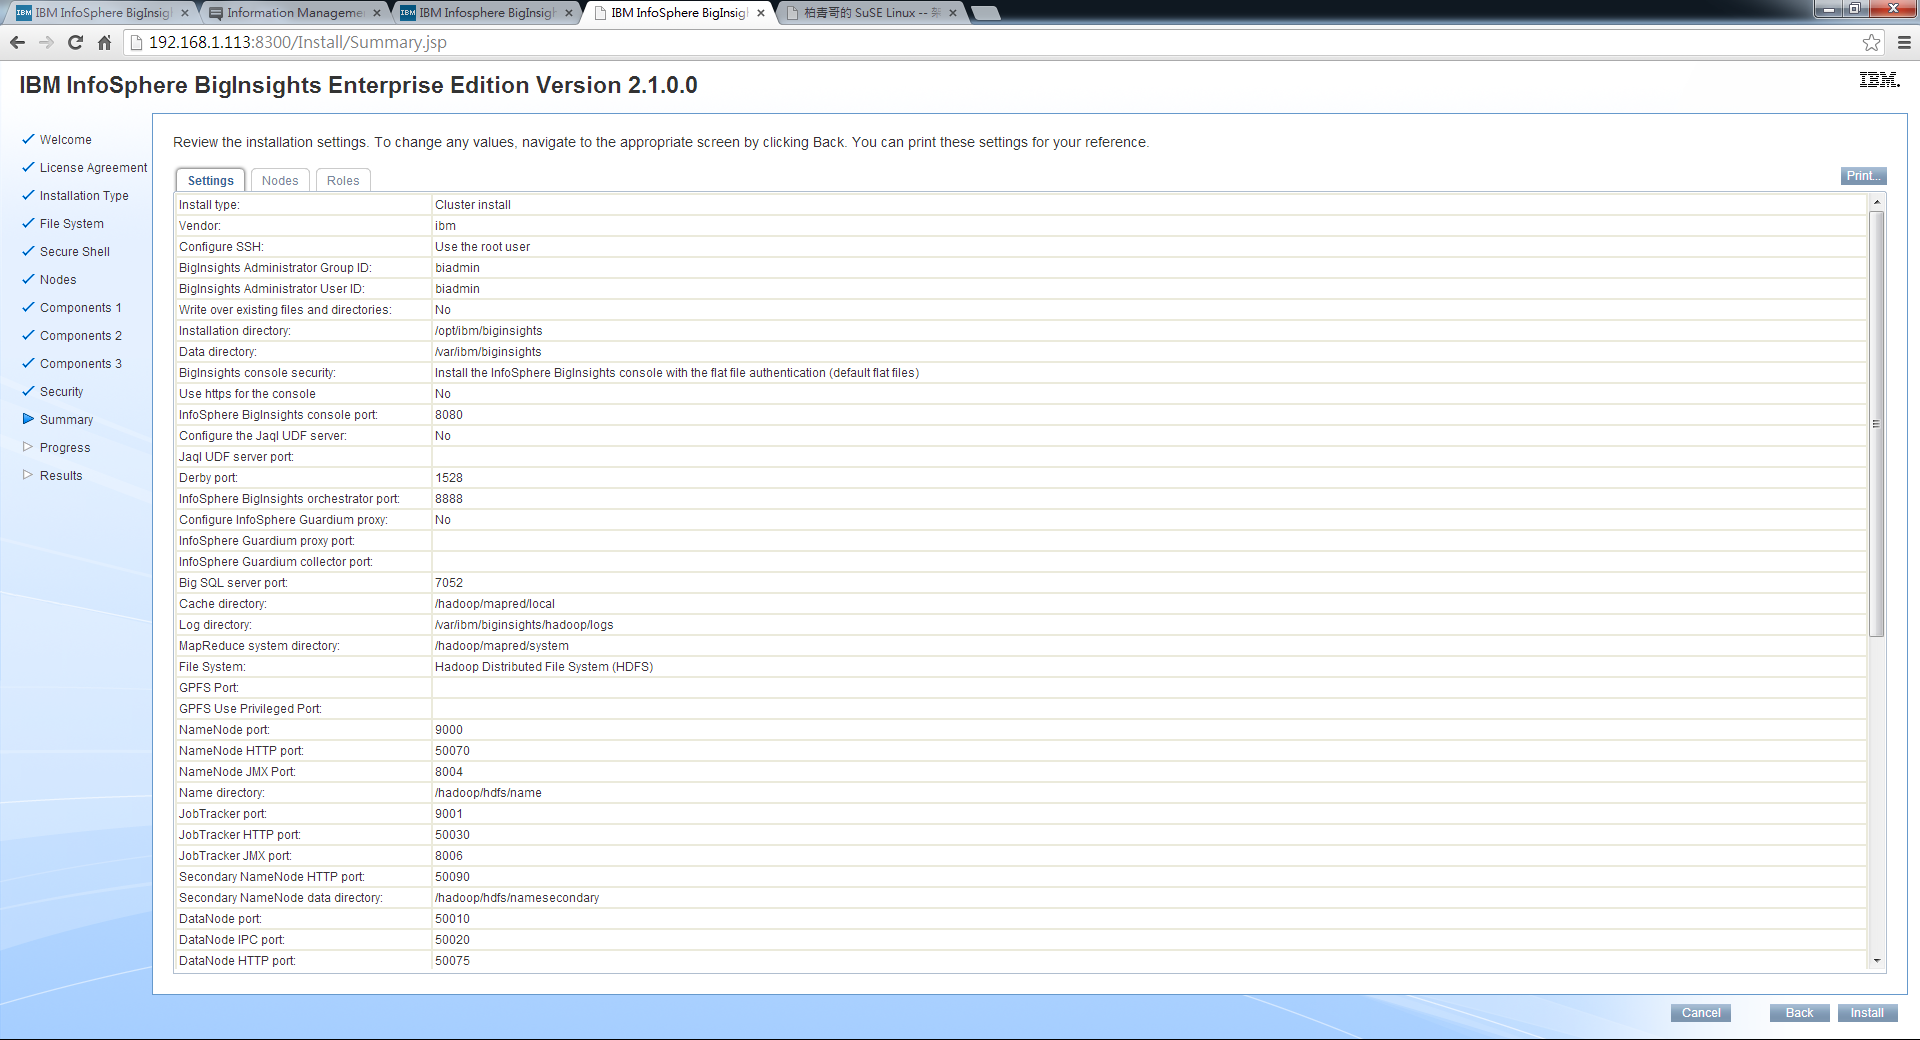 IBM InfoSphere BigInsig
Information Manageme
IBM Infosphere BigInsigh
IBM InfoSphere BigInsigh
柏青哥的 SuSE Linux -- 架
192.168.1.113:8300/Install/Summary.jsp
IBM InfoSphere BigInsights Enterprise Edition Version 2.1.0.0
IBM.
Welcome
License Agreement
Installation Type
File System
Secure Shell
Nodes
Components 1
Components 2
Components 3
Security
Summary
Progress
Results
Review the installation settings. To change any values, navigate to the appropriate screen by clicking Back. You can print these settings for your reference.
Settings Nodes Roles
Print...
Install type: Cluster install
Vendor: ibm
Configure SSH: Use the root user
BigInsights Administrator Group ID: biadmin
BigInsights Administrator User ID: biadmin
Write over existing files and directories: No
Installation directory: /opt/ibm/biginsights
Data directory: /var/ibm/biginsights
BigInsights console security: Install the InfoSphere BigInsights console with the flat file authentication (default flat files)
Use https for the console No
InfoSphere BigInsights console port: 8080
Configure the Jaql UDF server: No
Jaql UDF server port:
Derby port: 1528
InfoSphere BigInsights orchestrator port: 8888
Configure InfoSphere Guardium proxy: No
InfoSphere Guardium proxy port:
InfoSphere Guardium collector port:
Big SQL server port: 7052
Cache directory: /hadoop/mapred/local
Log directory: /var/ibm/biginsights/hadoop/logs
MapReduce system directory: /hadoop/mapred/system
File System: Hadoop Distributed File System (HDFS)
GPFS Port:
GPFS Use Privileged Port:
NameNode port: 9000
NameNode HTTP port: 50070
NameNode JMX Port: 8004
Name directory: /hadoop/hdfs/name
JobTracker port: 9001
JobTracker HTTP port: 50030
JobTracker JMX port: 8006
Secondary NameNode HTTP port: 50090
Secondary NameNode data directory: /hadoop/hdfs/namesecondary
DataNode port: 50010
DataNode IPC port: 50020
DataNode HTTP port: 50075
Cancel Back Install